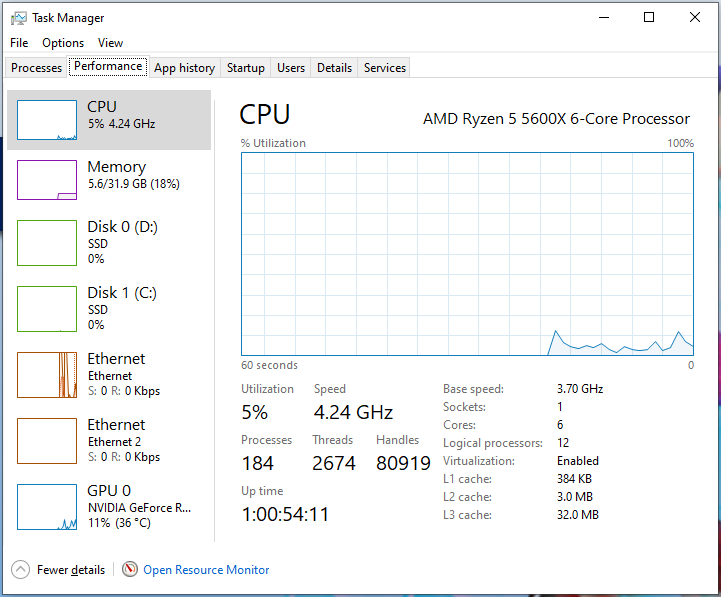 Task Manager
File Options View
Processes Performance App history Startup Users Details Services
CPU
5% 4.24 GHz
Memory
5.6/31.9 GB (18%)
Disk 0 (D:)
SSD
0%
Disk 1 (C:)
SSD
0%
Ethernet
Ethernet
S: 0 R: 0 Kbps
Ethernet
Ethernet 2
S: 0 R: 0 Kbps
GPU 0
NVIDIA GeForce R...
11% (36 °C)
CPU AMD Ryzen 5 5600X 6-Core Processor
% Utilization 100%
60 seconds 0
Utilization Speed
5% 4.24 GHz
Processes Threads Handles
184 2674 80919
Up time
1:00:54:11
Base speed: 3.70 GHz
Sockets: 1
Cores: 6
Logical processors: 12
Virtualization: Enabled
L1 cache: 384 KB
L2 cache: 3.0 MB
L3 cache: 32.0 MB
Fewer details Open Resource Monitor